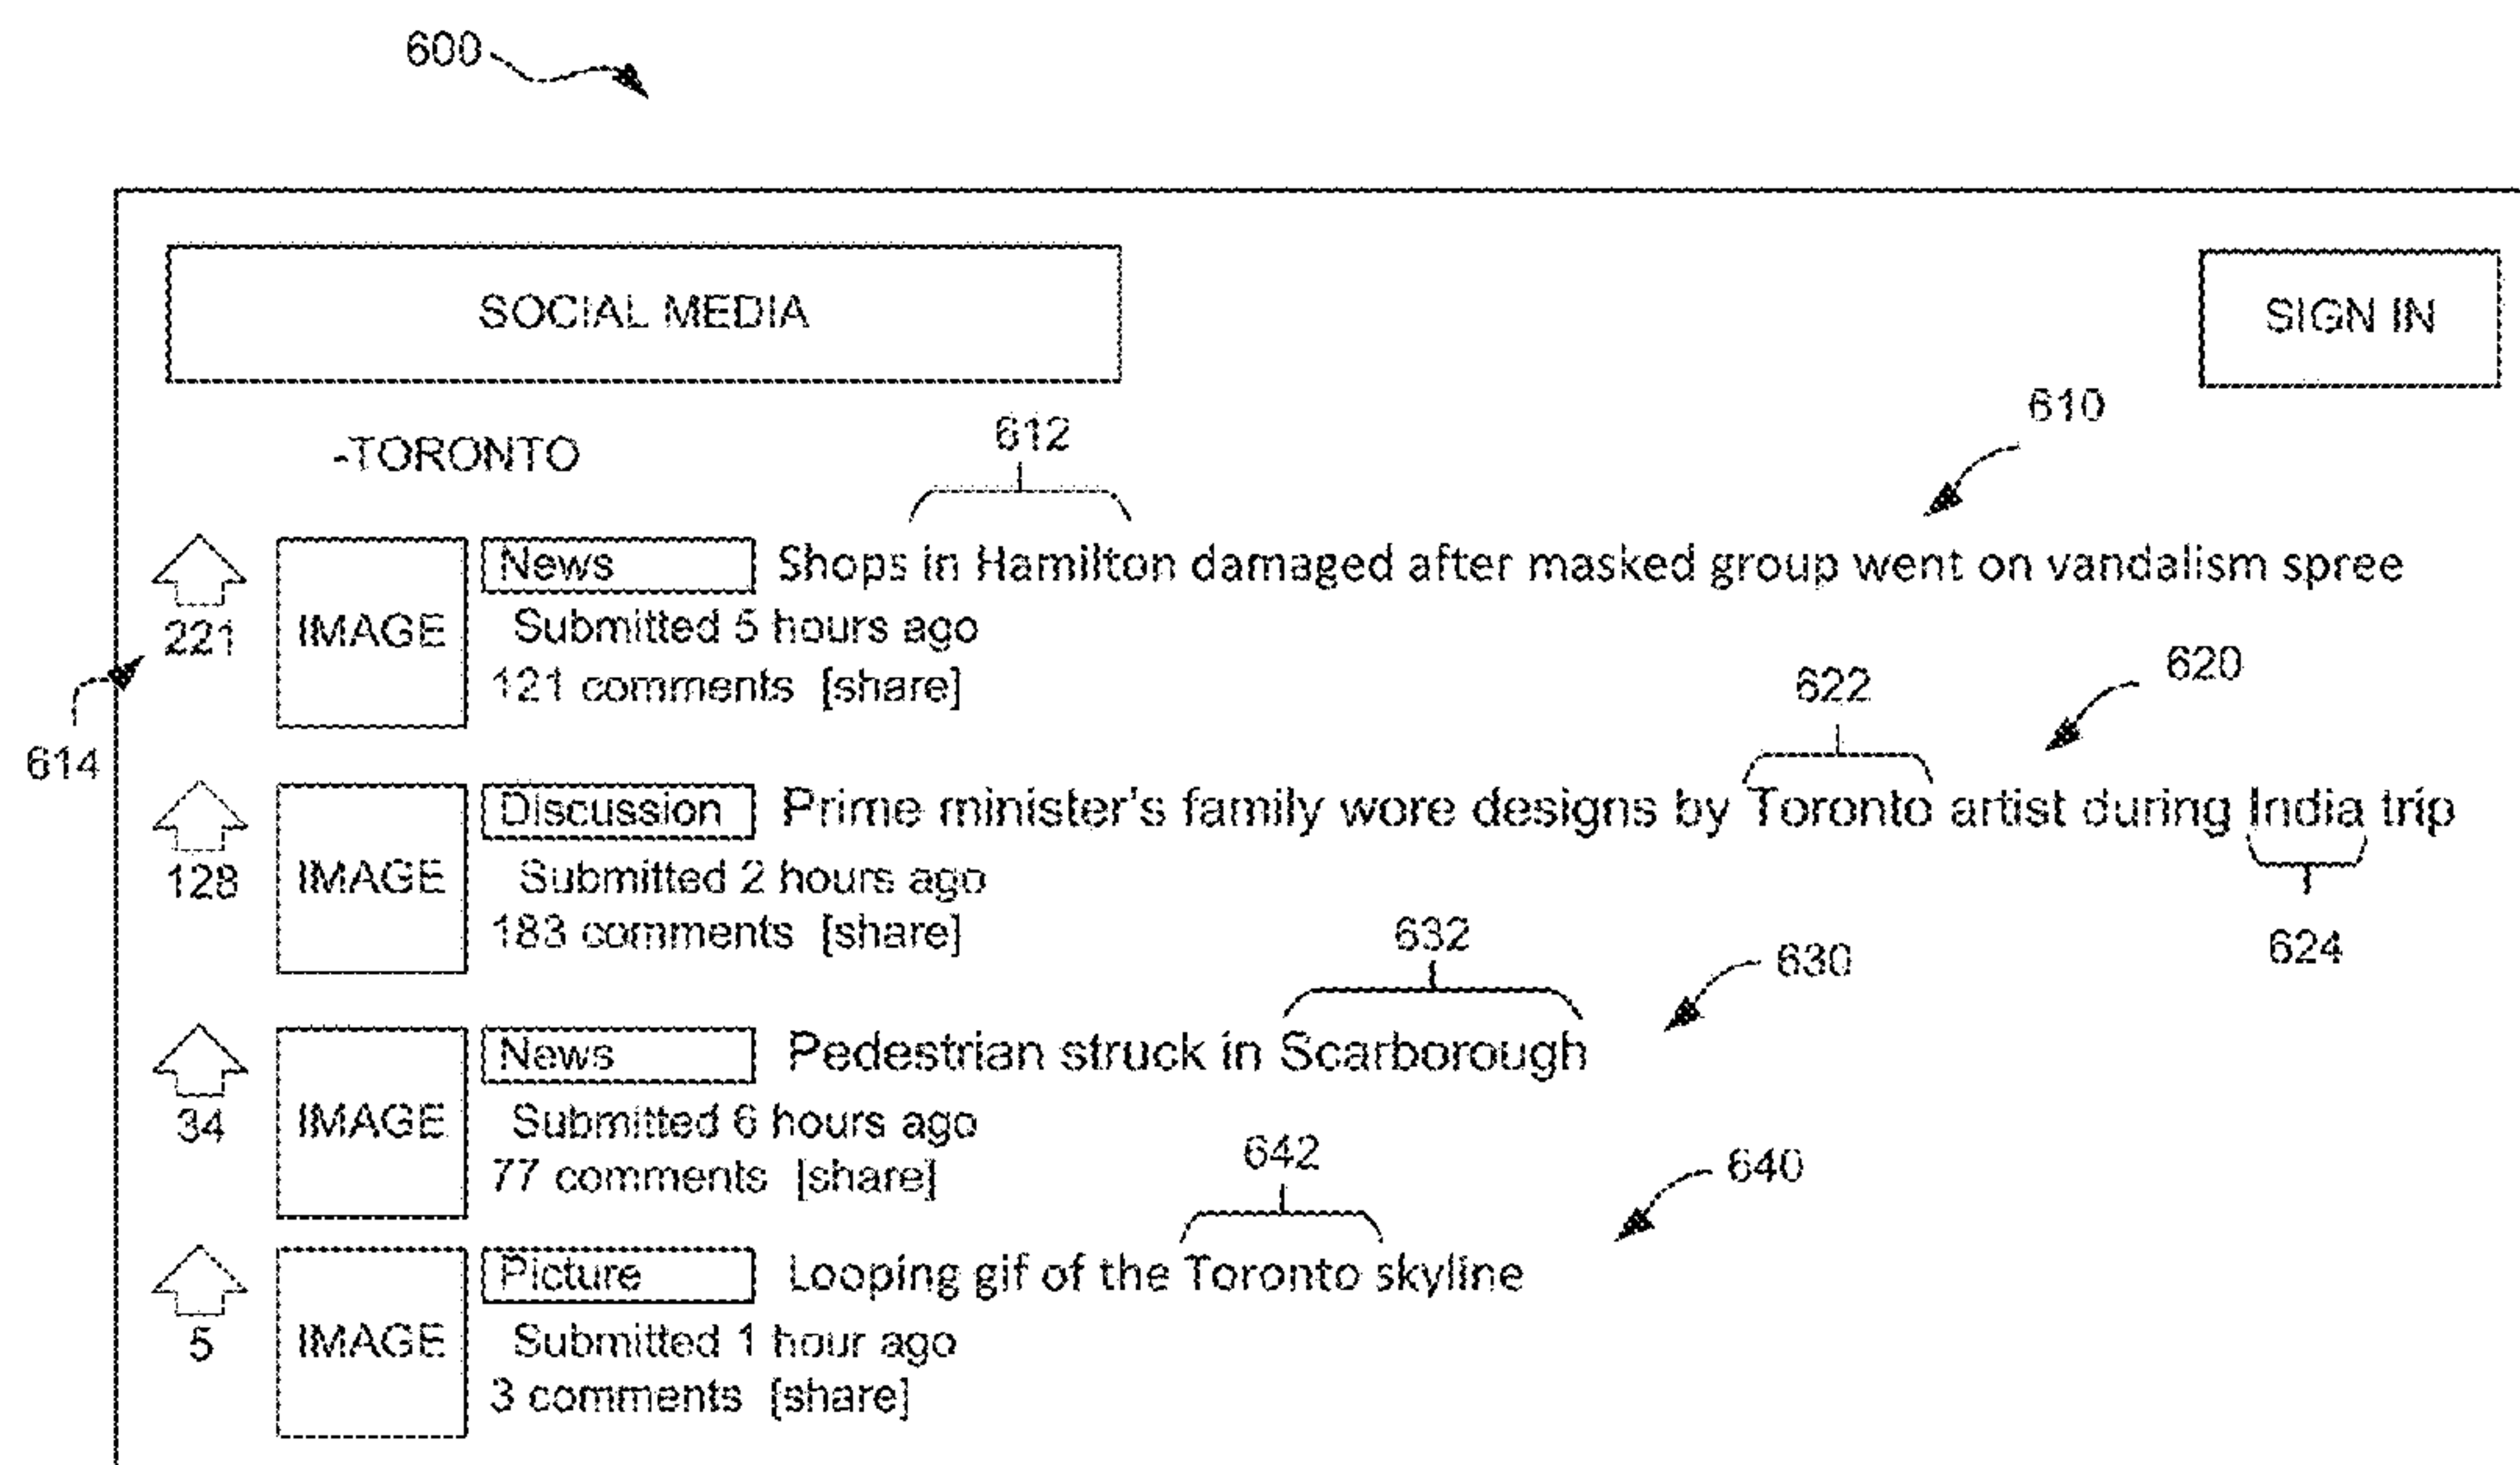 600
SOCIAL MEDIA
SIGN IN
610
612
-TORONTO
News Shops in Hamilton damaged after masked group went on vandalism spree
221
IMAGE
Submitted 5 hours ago
121 comments [share]
614
620
622
Discussion Prime minister's family wore designs by Toronto artist during India trip
128
IMAGE
Submitted 2 hours ago
183 comments [share]
624
632
630
News Pedestrian struck in Scarborough
34
IMAGE
Submitted 6 hours ago
77 comments [share]
642
640
Picture Looping gif of the Toronto skyline
5
IMAGE
Submitted 1 hour ago
3 comments [share]